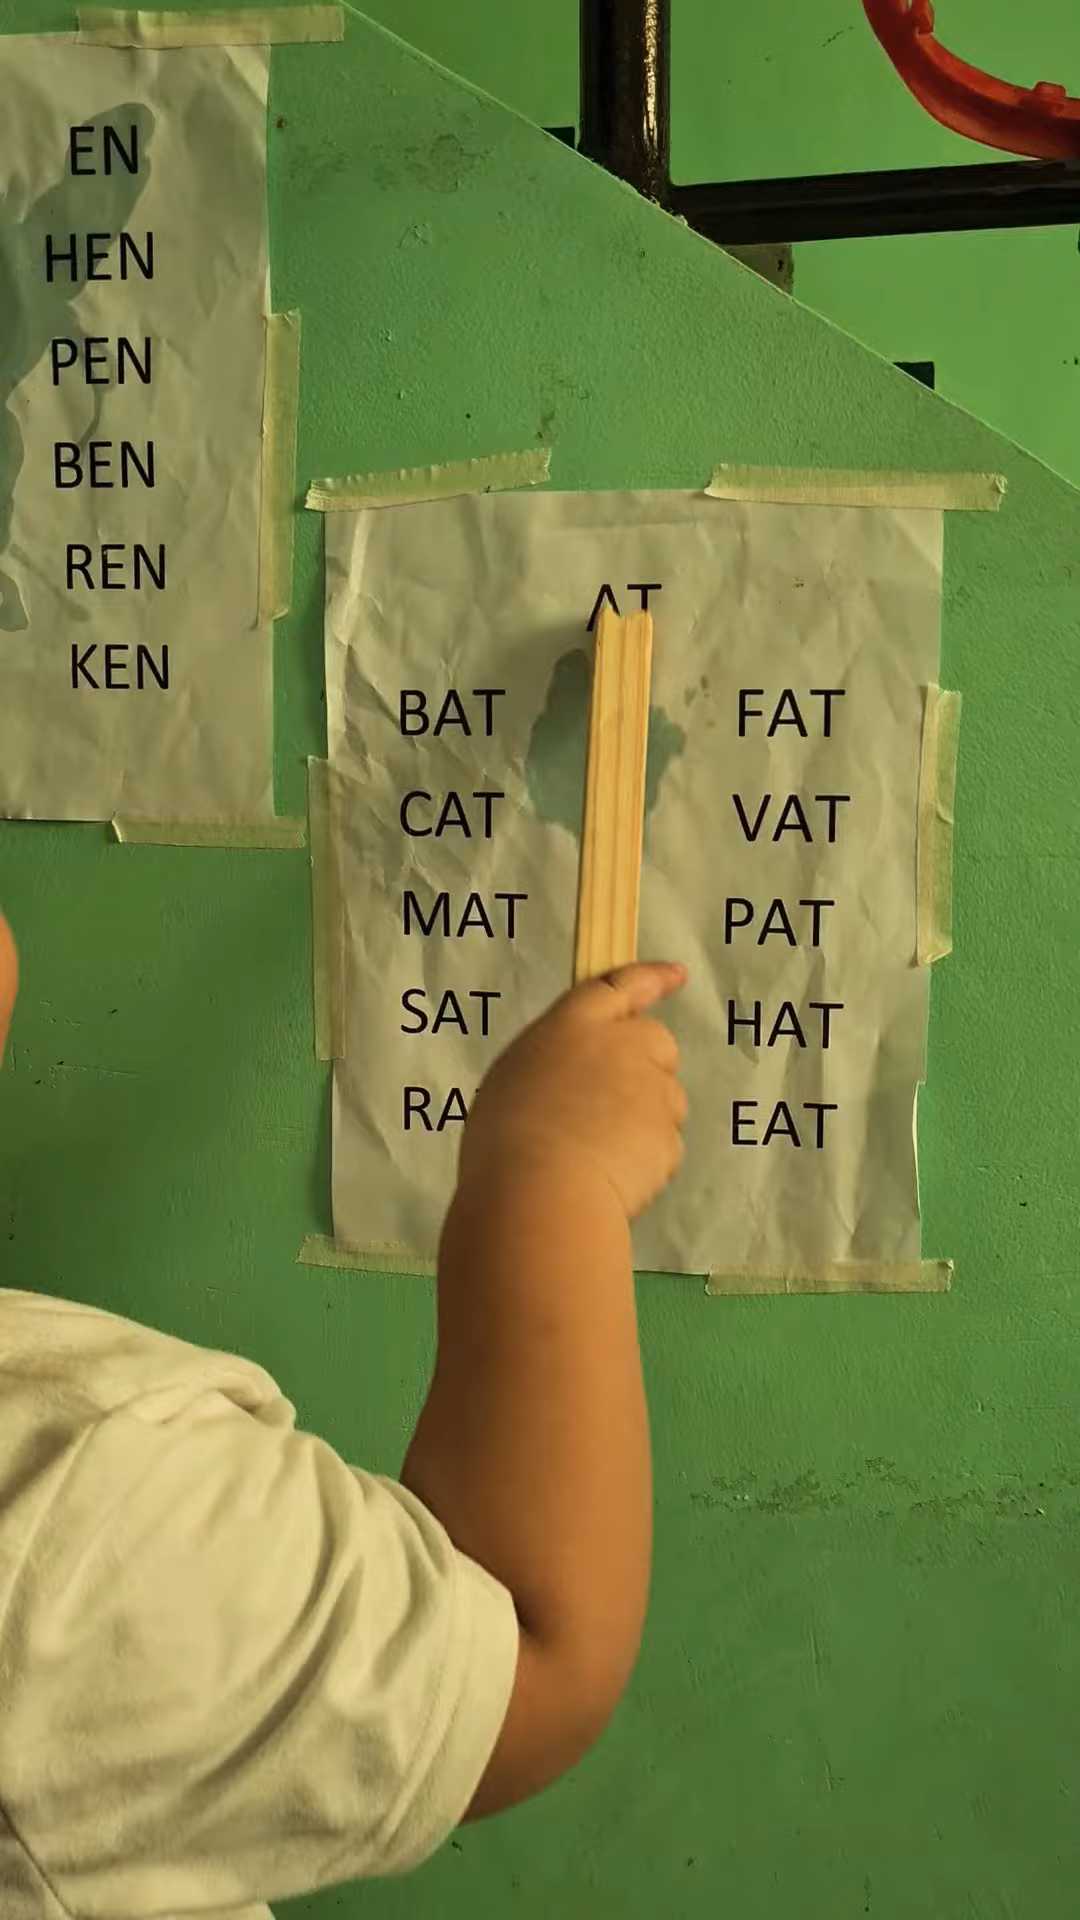 EN
HEN
PEN
BEN
REN
KEN
AT
BAT FAT
CAT VAT
MAT PAT
SAT HAT
EAT